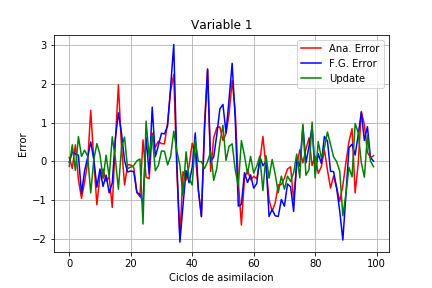 Variable 1
Ana. Error
F.G. Error
Update
Error
3
2
1
0
−1
−2
0 20 40 60 80 100
Ciclos de asimilacion